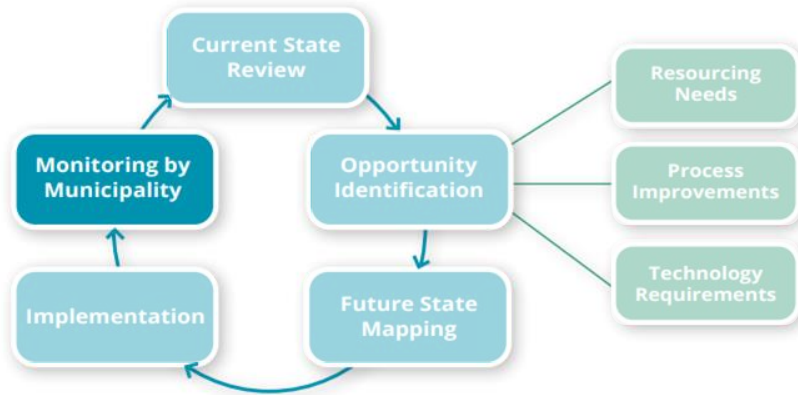 Current State
Review
Resourcing
Needs
Monitoring by
Municipality
Opportunity
Identification
Process
Improvements
Implementation
Future State
Mapping
Technology
Requirements